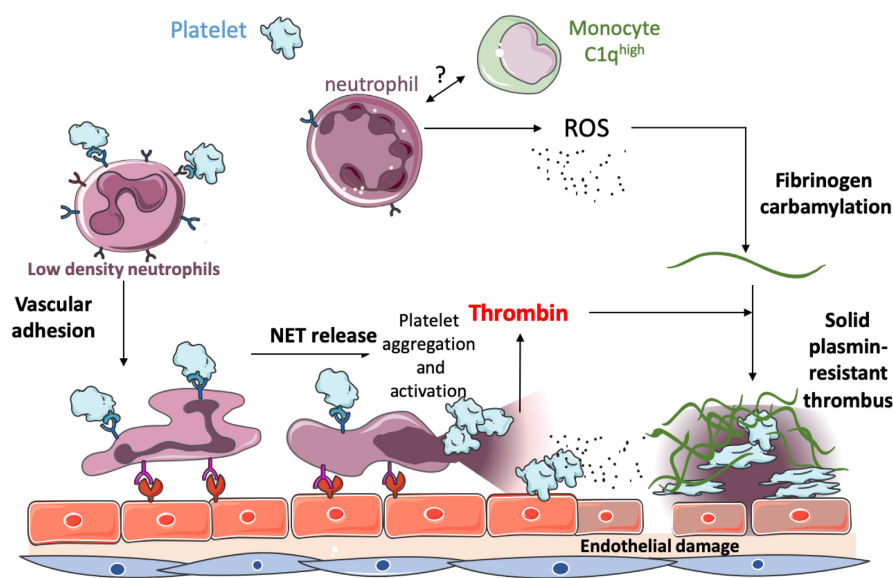 Platelet
Monocyte
C1q^high
?
neutrophil
ROS
Fibrinogen
carbamylation
Low density neutrophils
Vascular
adhesion
NET release
Platelet
aggregation
and
activation
Thrombin
Solid
plasmin-
resistant
thrombus
Endothelial damage